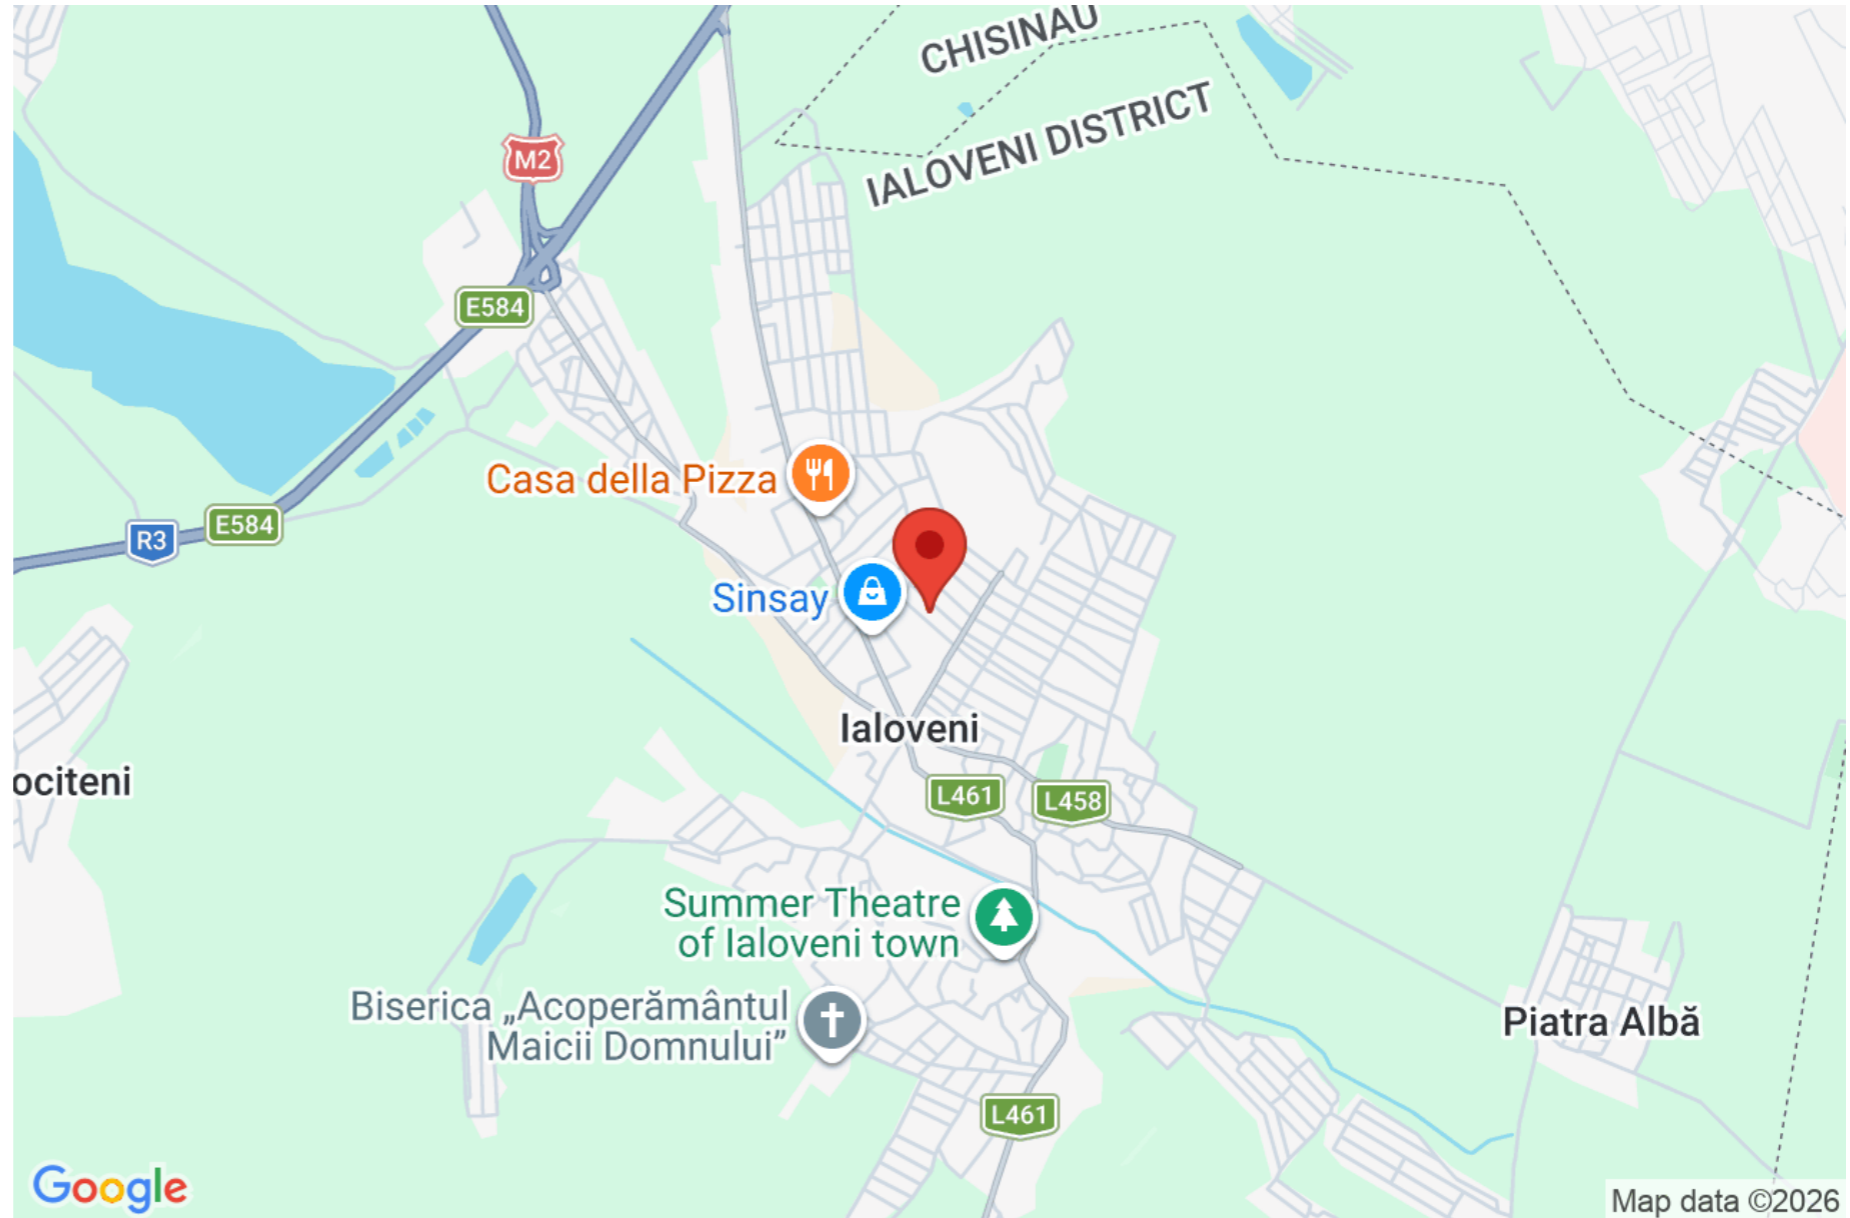 CHISINAU
IALOVENI DISTRICT
M2
E584
Casa della Pizza
R3
E584
Sinsay
Ialoveni
ociteni
L461
L458
Summer Theatre
of Ialoveni town
Biserica „Acoperământul
Maicii Domnului”
Piatra Albă
L461
Google
Map data ©2026